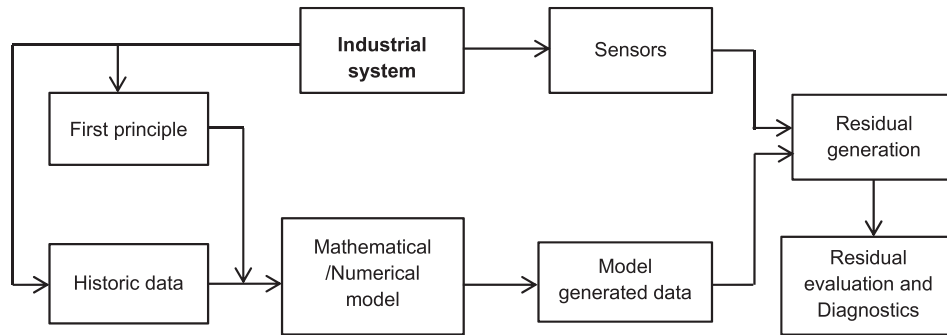 Industrial
system
Sensors
First principle
Residual
generation
Historic data
Mathematical
/Numerical
model
Model
generated data
Residual
evaluation and
Diagnostics